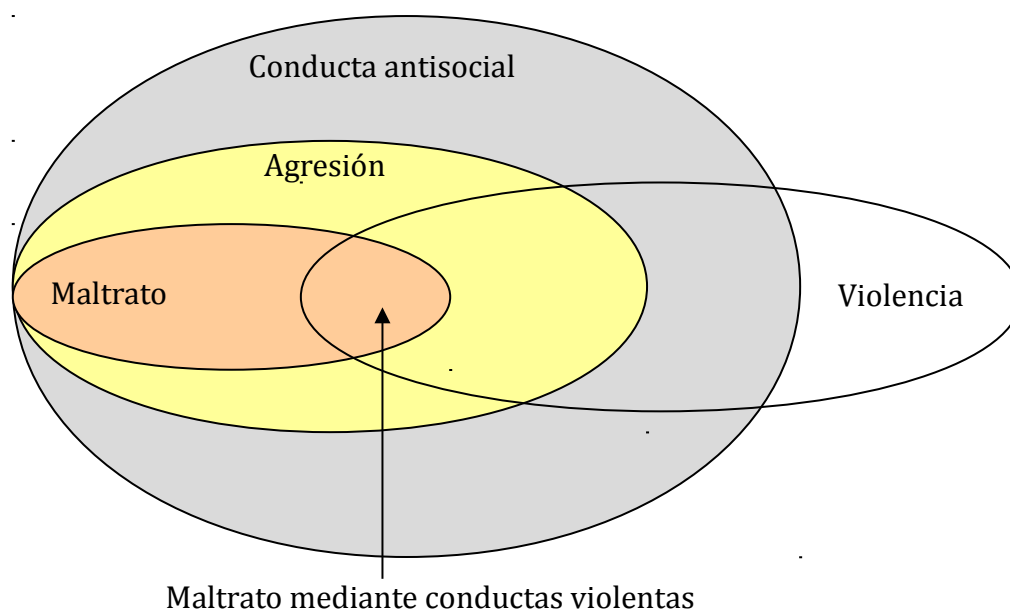 Conducta antisocial
Agresión
Maltrato
Violencia
Maltrato mediante conductas violentas